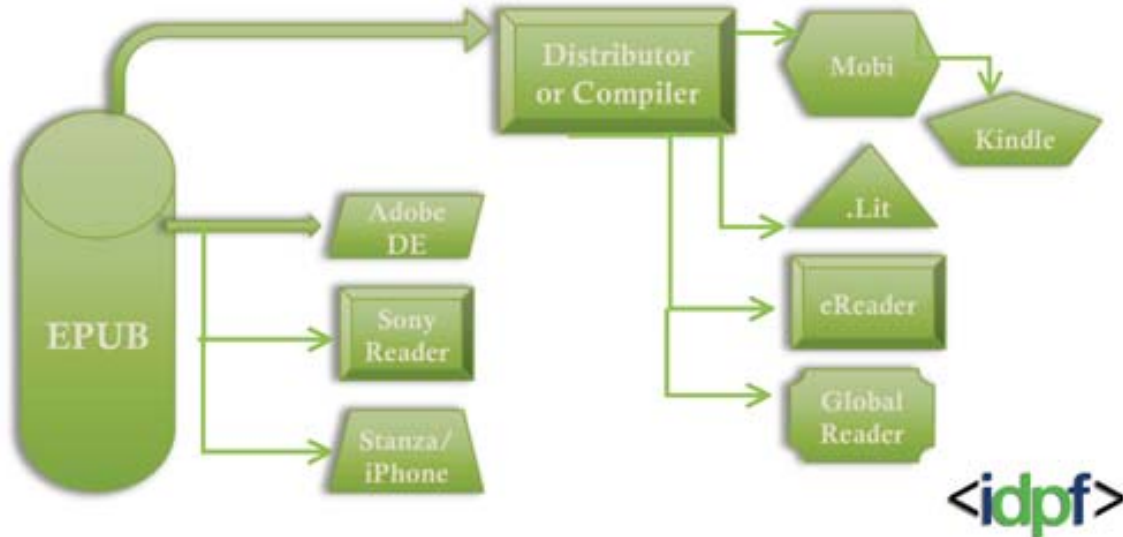 Distributor
or Compiler
Mobi
Kindle
Adobe
DE
.Lit
EPUB
Sony
Reader
eReader
Stanza/
iPhone
Global
Reader
<idpf>